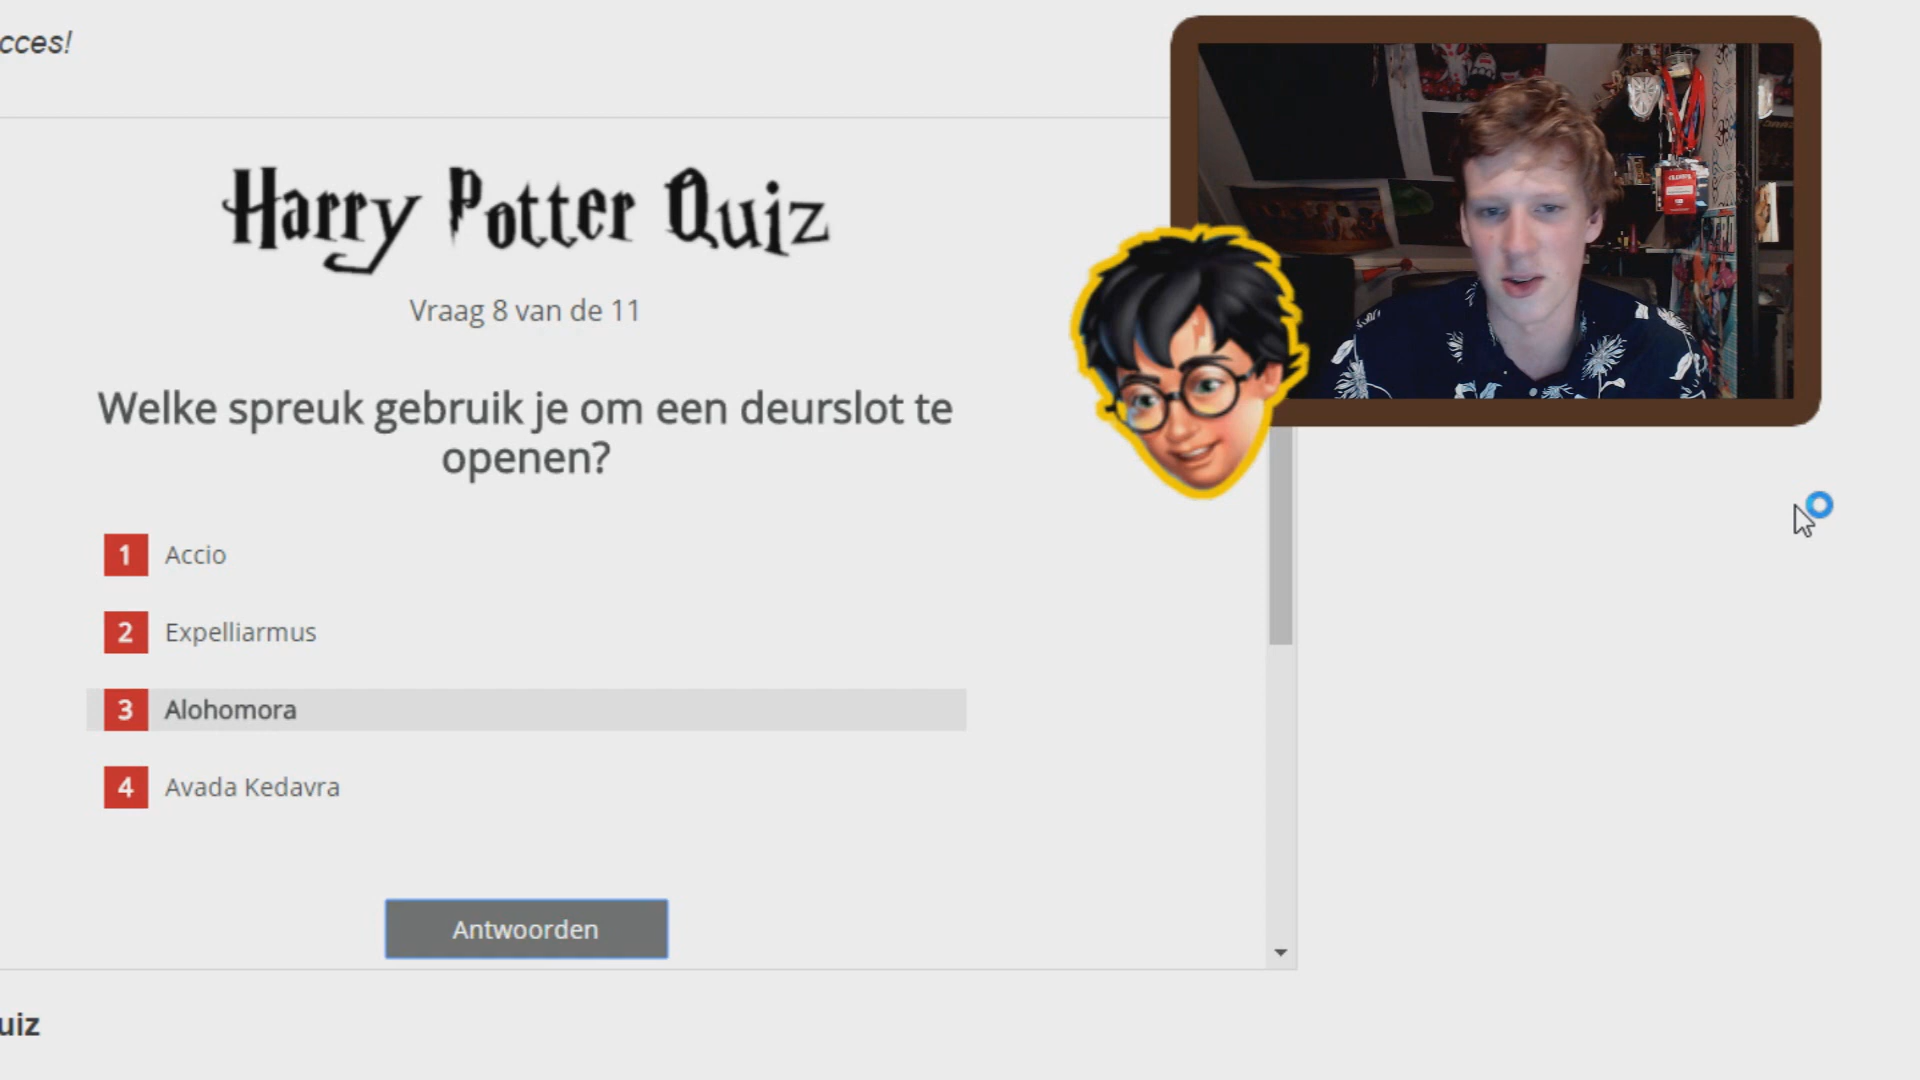 cces!
Harry Potter Quiz
Vraag 8 van de 11
Welke spreuk gebruik je om een deurslot te
openen?
1 Accio
2 Expelliarmus
3 Alohomora
4 Avada Kedavra
Antwoorden
uiz